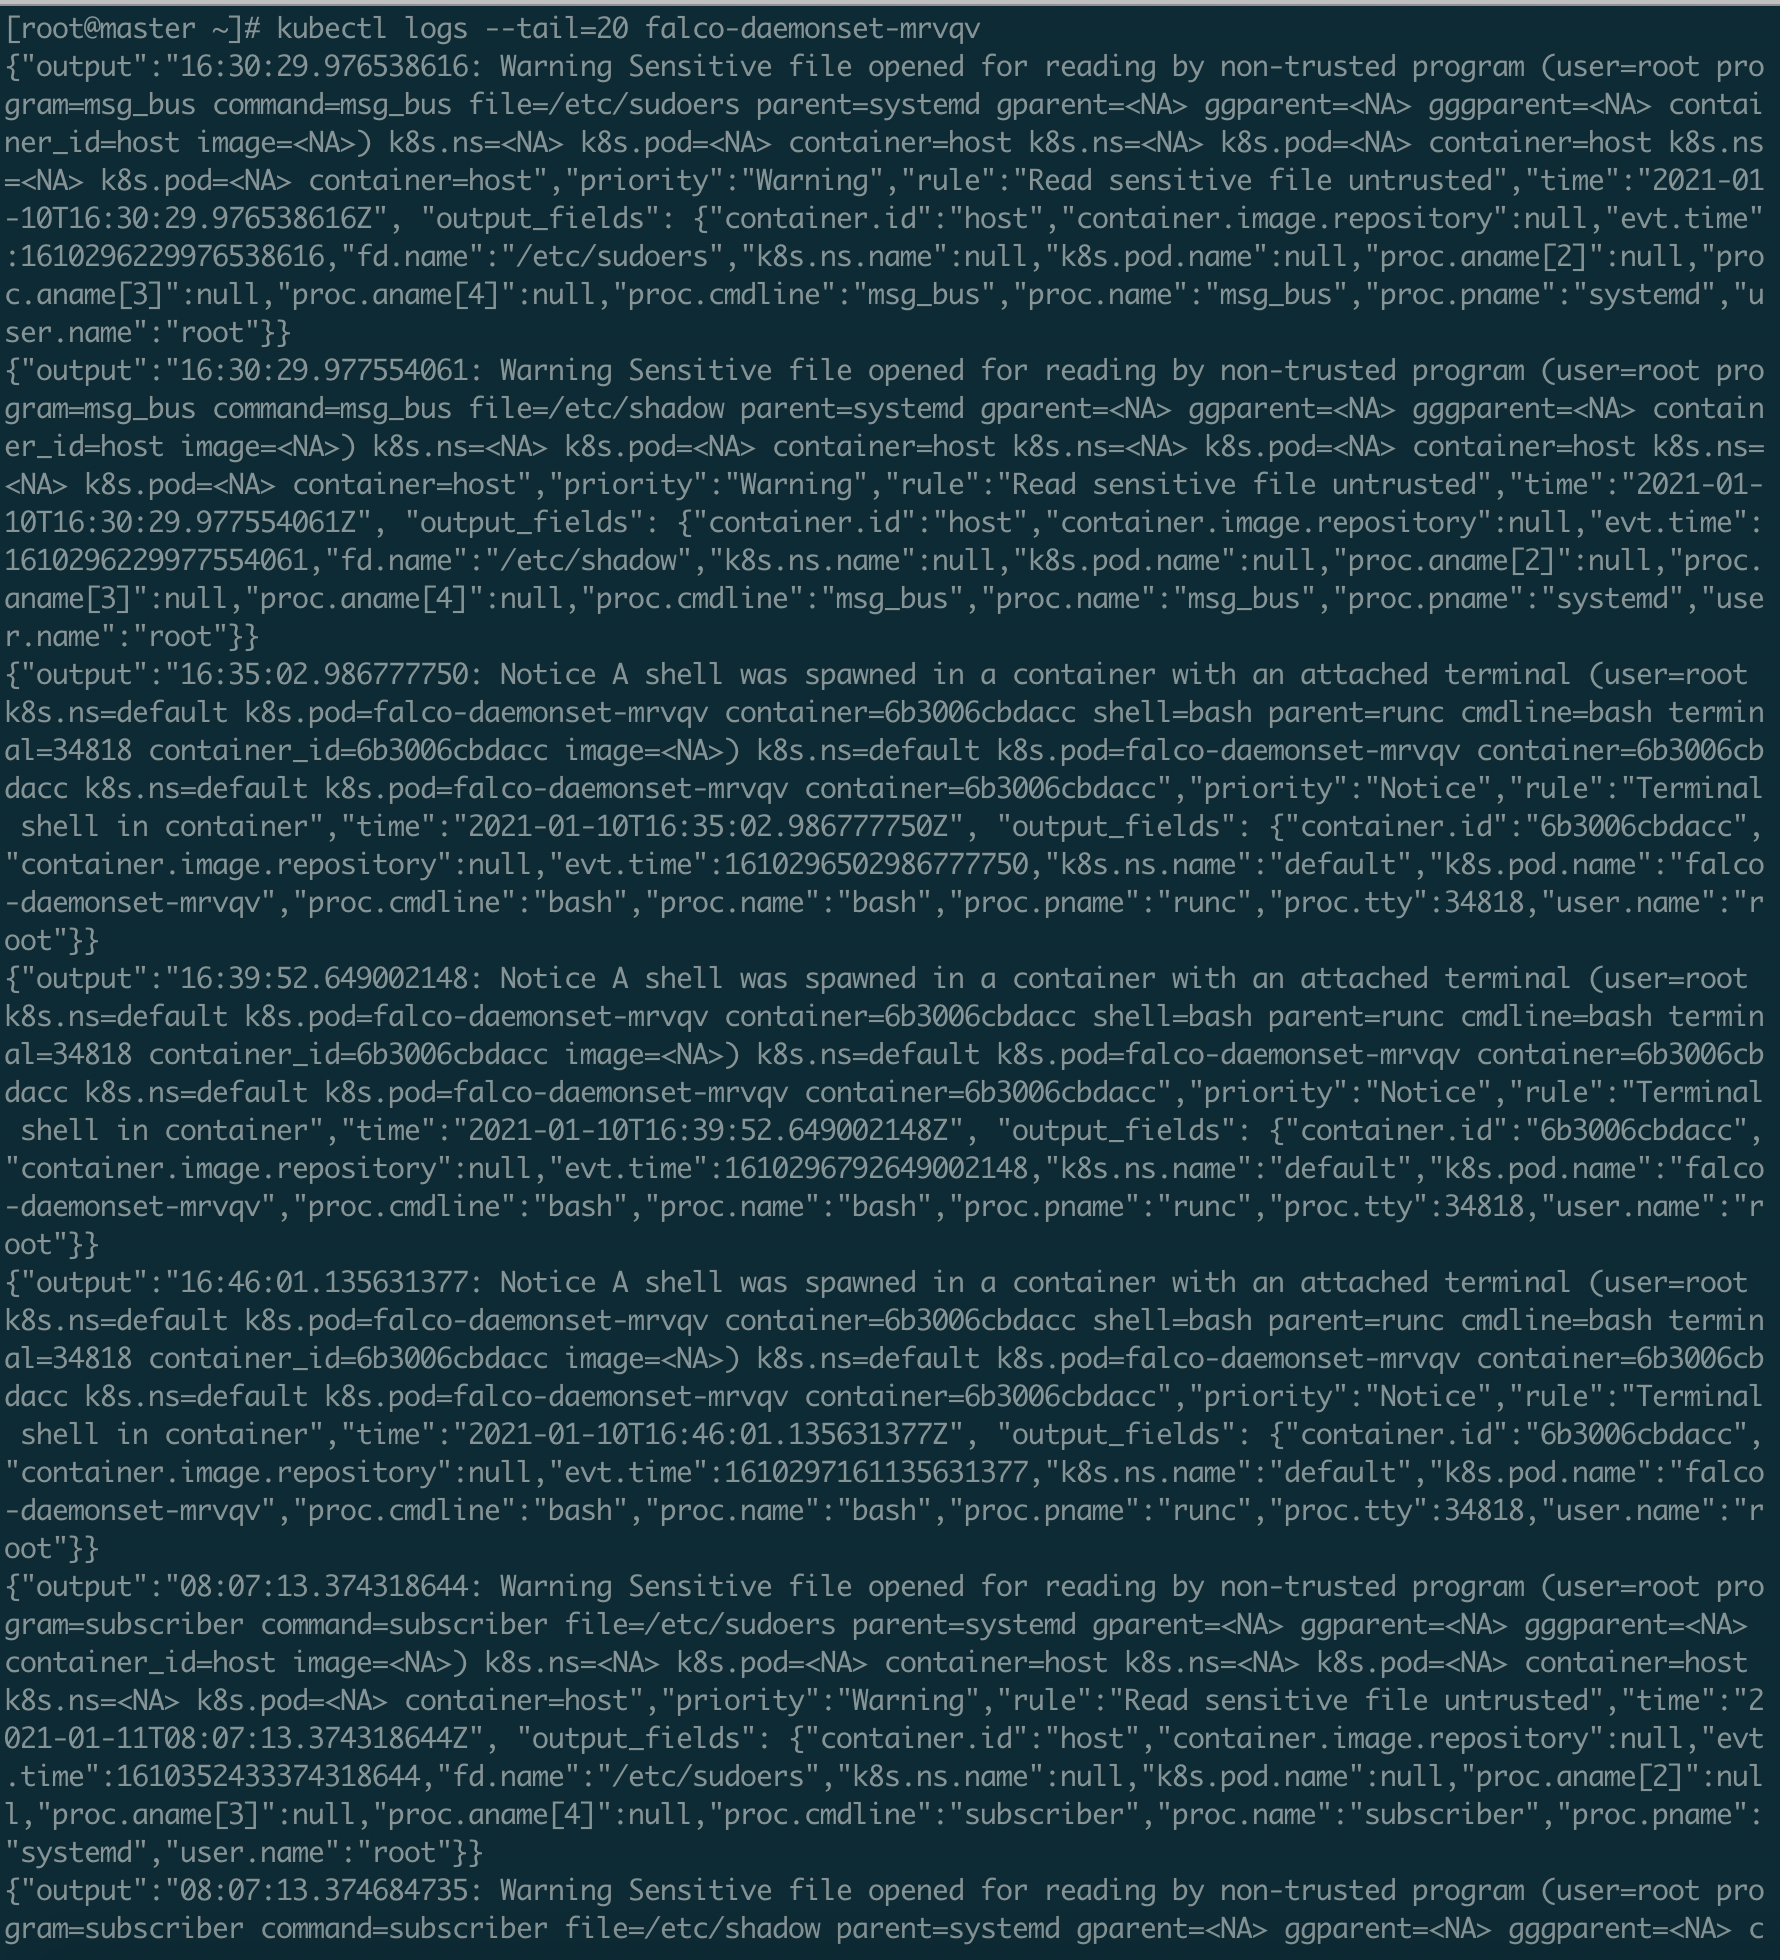 [root@master ~]# kubectl logs --tail=20 falco-daemonset-mrvqv
{"output":"16:30:29.976538616: Warning Sensitive file opened for reading by non-trusted program (user=root pro
gram=msg_bus command=msg_bus file=/etc/sudoers parent=systemd gparent=<NA> ggparent=<NA> gggparent=<NA> contai
ner_id=host image=<NA>) k8s.ns=<NA> k8s.pod=<NA> container=host k8s.ns=<NA> k8s.pod=<NA> container=host k8s.ns
=<NA> k8s.pod=<NA> container=host","priority":"Warning","rule":"Read sensitive file untrusted","time":"2021-01
-10T16:30:29.976538616Z", "output_fields": {"container.id":"host","container.image.repository":null,"evt.time"
:1610296229976538616,"fd.name":"/etc/sudoers","k8s.ns.name":null,"k8s.pod.name":null,"proc.aname[2]":null,"pro
c.aname[3]":null,"proc.aname[4]":null,"proc.cmdline":"msg_bus","proc.name":"msg_bus","proc.pname":"systemd","u
ser.name":"root"}}
{"output":"16:30:29.977554061: Warning Sensitive file opened for reading by non-trusted program (user=root pro
gram=msg_bus command=msg_bus file=/etc/shadow parent=systemd gparent=<NA> ggparent=<NA> gggparent=<NA> contain
er_id=host image=<NA>) k8s.ns=<NA> k8s.pod=<NA> container=host k8s.ns=<NA> k8s.pod=<NA> container=host k8s.ns=
<NA> k8s.pod=<NA> container=host","priority":"Warning","rule":"Read sensitive file untrusted","time":"2021-01-
10T16:30:29.977554061Z", "output_fields": {"container.id":"host","container.image.repository":null,"evt.time":
1610296229977554061,"fd.name":"/etc/shadow","k8s.ns.name":null,"k8s.pod.name":null,"proc.aname[2]":null,"proc.
aname[3]":null,"proc.aname[4]":null,"proc.cmdline":"msg_bus","proc.name":"msg_bus","proc.pname":"systemd","use
r.name":"root"}}
{"output":"16:35:02.986777750: Notice A shell was spawned in a container with an attached terminal (user=root
k8s.ns=default k8s.pod=falco-daemonset-mrvqv container=6b3006cbdacc shell=bash parent=runc cmdline=bash termin
al=34818 container_id=6b3006cbdacc image=<NA>) k8s.ns=default k8s.pod=falco-daemonset-mrvqv container=6b3006cb
dacc k8s.ns=default k8s.pod=falco-daemonset-mrvqv container=6b3006cbdacc","priority":"Notice","rule":"Terminal
 shell in container","time":"2021-01-10T16:35:02.986777750Z", "output_fields": {"container.id":"6b3006cbdacc",
"container.image.repository":null,"evt.time":1610296502986777750,"k8s.ns.name":"default","k8s.pod.name":"falco
-daemonset-mrvqv","proc.cmdline":"bash","proc.name":"bash","proc.pname":"runc","proc.tty":34818,"user.name":"r
oot"}}
{"output":"16:39:52.649002148: Notice A shell was spawned in a container with an attached terminal (user=root
k8s.ns=default k8s.pod=falco-daemonset-mrvqv container=6b3006cbdacc shell=bash parent=runc cmdline=bash termin
al=34818 container_id=6b3006cbdacc image=<NA>) k8s.ns=default k8s.pod=falco-daemonset-mrvqv container=6b3006cb
dacc k8s.ns=default k8s.pod=falco-daemonset-mrvqv container=6b3006cbdacc","priority":"Notice","rule":"Terminal
 shell in container","time":"2021-01-10T16:39:52.649002148Z", "output_fields": {"container.id":"6b3006cbdacc",
"container.image.repository":null,"evt.time":1610296792649002148,"k8s.ns.name":"default","k8s.pod.name":"falco
-daemonset-mrvqv","proc.cmdline":"bash","proc.name":"bash","proc.pname":"runc","proc.tty":34818,"user.name":"r
oot"}}
{"output":"16:46:01.135631377: Notice A shell was spawned in a container with an attached terminal (user=root
k8s.ns=default k8s.pod=falco-daemonset-mrvqv container=6b3006cbdacc shell=bash parent=runc cmdline=bash termin
al=34818 container_id=6b3006cbdacc image=<NA>) k8s.ns=default k8s.pod=falco-daemonset-mrvqv container=6b3006cb
dacc k8s.ns=default k8s.pod=falco-daemonset-mrvqv container=6b3006cbdacc","priority":"Notice","rule":"Terminal
 shell in container","time":"2021-01-10T16:46:01.135631377Z", "output_fields": {"container.id":"6b3006cbdacc",
"container.image.repository":null,"evt.time":1610297161135631377,"k8s.ns.name":"default","k8s.pod.name":"falco
-daemonset-mrvqv","proc.cmdline":"bash","proc.name":"bash","proc.pname":"runc","proc.tty":34818,"user.name":"r
oot"}}
{"output":"08:07:13.374318644: Warning Sensitive file opened for reading by non-trusted program (user=root pro
gram=subscriber command=subscriber file=/etc/sudoers parent=systemd gparent=<NA> ggparent=<NA> gggparent=<NA>
container_id=host image=<NA>) k8s.ns=<NA> k8s.pod=<NA> container=host k8s.ns=<NA> k8s.pod=<NA> container=host
k8s.ns=<NA> k8s.pod=<NA> container=host","priority":"Warning","rule":"Read sensitive file untrusted","time":"2
021-01-11T08:07:13.374318644Z", "output_fields": {"container.id":"host","container.image.repository":null,"evt
.time":1610352433374318644,"fd.name":"/etc/sudoers","k8s.ns.name":null,"k8s.pod.name":null,"proc.aname[2]":nul
l,"proc.aname[3]":null,"proc.aname[4]":null,"proc.cmdline":"subscriber","proc.name":"subscriber","proc.pname":
"systemd","user.name":"root"}}
{"output":"08:07:13.374684735: Warning Sensitive file opened for reading by non-trusted program (user=root pro
gram=subscriber command=subscriber file=/etc/shadow parent=systemd gparent=<NA> ggparent=<NA> gggparent=<NA> c